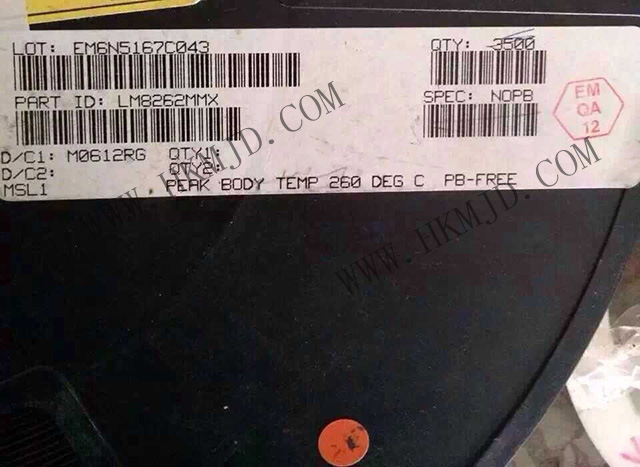 LOT: EM6N5167C043
QTY: 3500
PART ID: LM8262MMX
SPEC: NOPB
EM
QA
12
D/C1: M0612RG QTY1:
D/C2: QTY2:
MSL1 PEAK BODY TEMP 260 DEG C PB-FREE
WWW.HKMJD.COM
WWW.HKMJD.COM